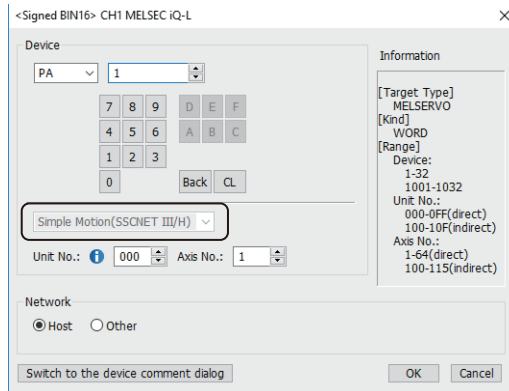 <Signed BIN16> CH1 MELSEC iQ-L
Device
PA 1
7 8 9 D E F
4 5 6 A B C
1 2 3
0 Back CL
Simple Motion(SSCNET III/H)
Unit No.: 000 Axis No.: 1
Information
[Target Type]
MELSERVO
[Kind]
WORD
[Range]
Device:
1-32
1001-1032
Unit No.:
000-0FF(direct)
100-10F(indirect)
Axis No.:
1-64(direct)
100-115(indirect)
Network
Host Other
Switch to the device comment dialog OK Cancel